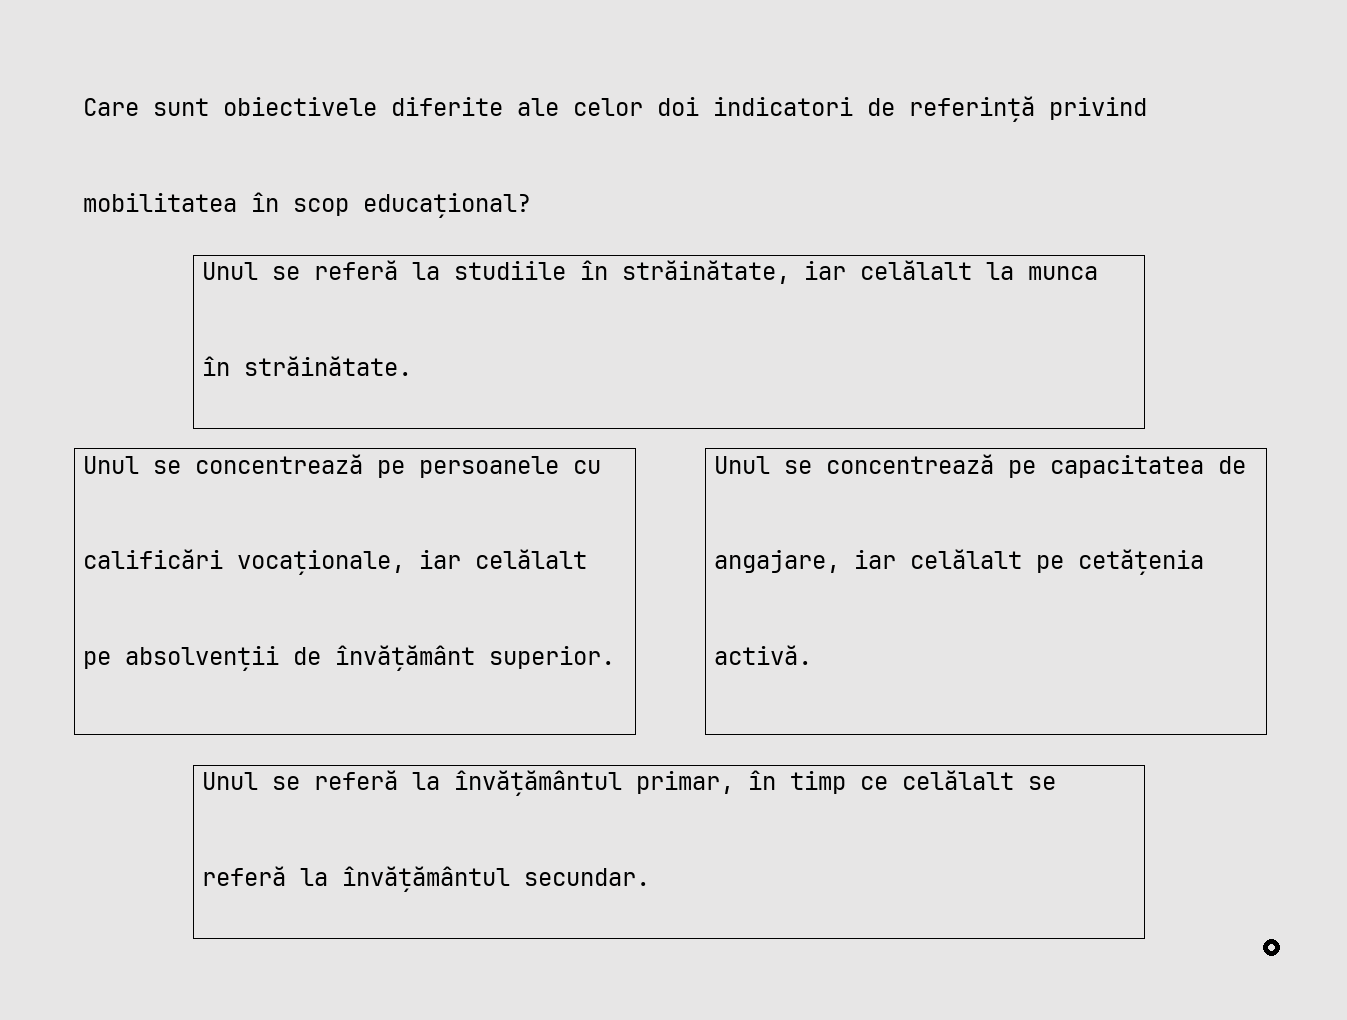 Care sunt obiectivele diferite ale celor doi indicatori de referință privind
mobilitatea în scop educațional?
Unul se referă la studiile în străinătate, iar celălalt la munca
în străinătate.
Unul se concentrează pe persoanele cu
calificări vocaționale, iar celălalt
pe absolvenții de învățământ superior.
Unul se concentrează pe capacitatea de
angajare, iar celălalt pe cetățenia
activă.
Unul se referă la învățământul primar, în timp ce celălalt se
referă la învățământul secundar.